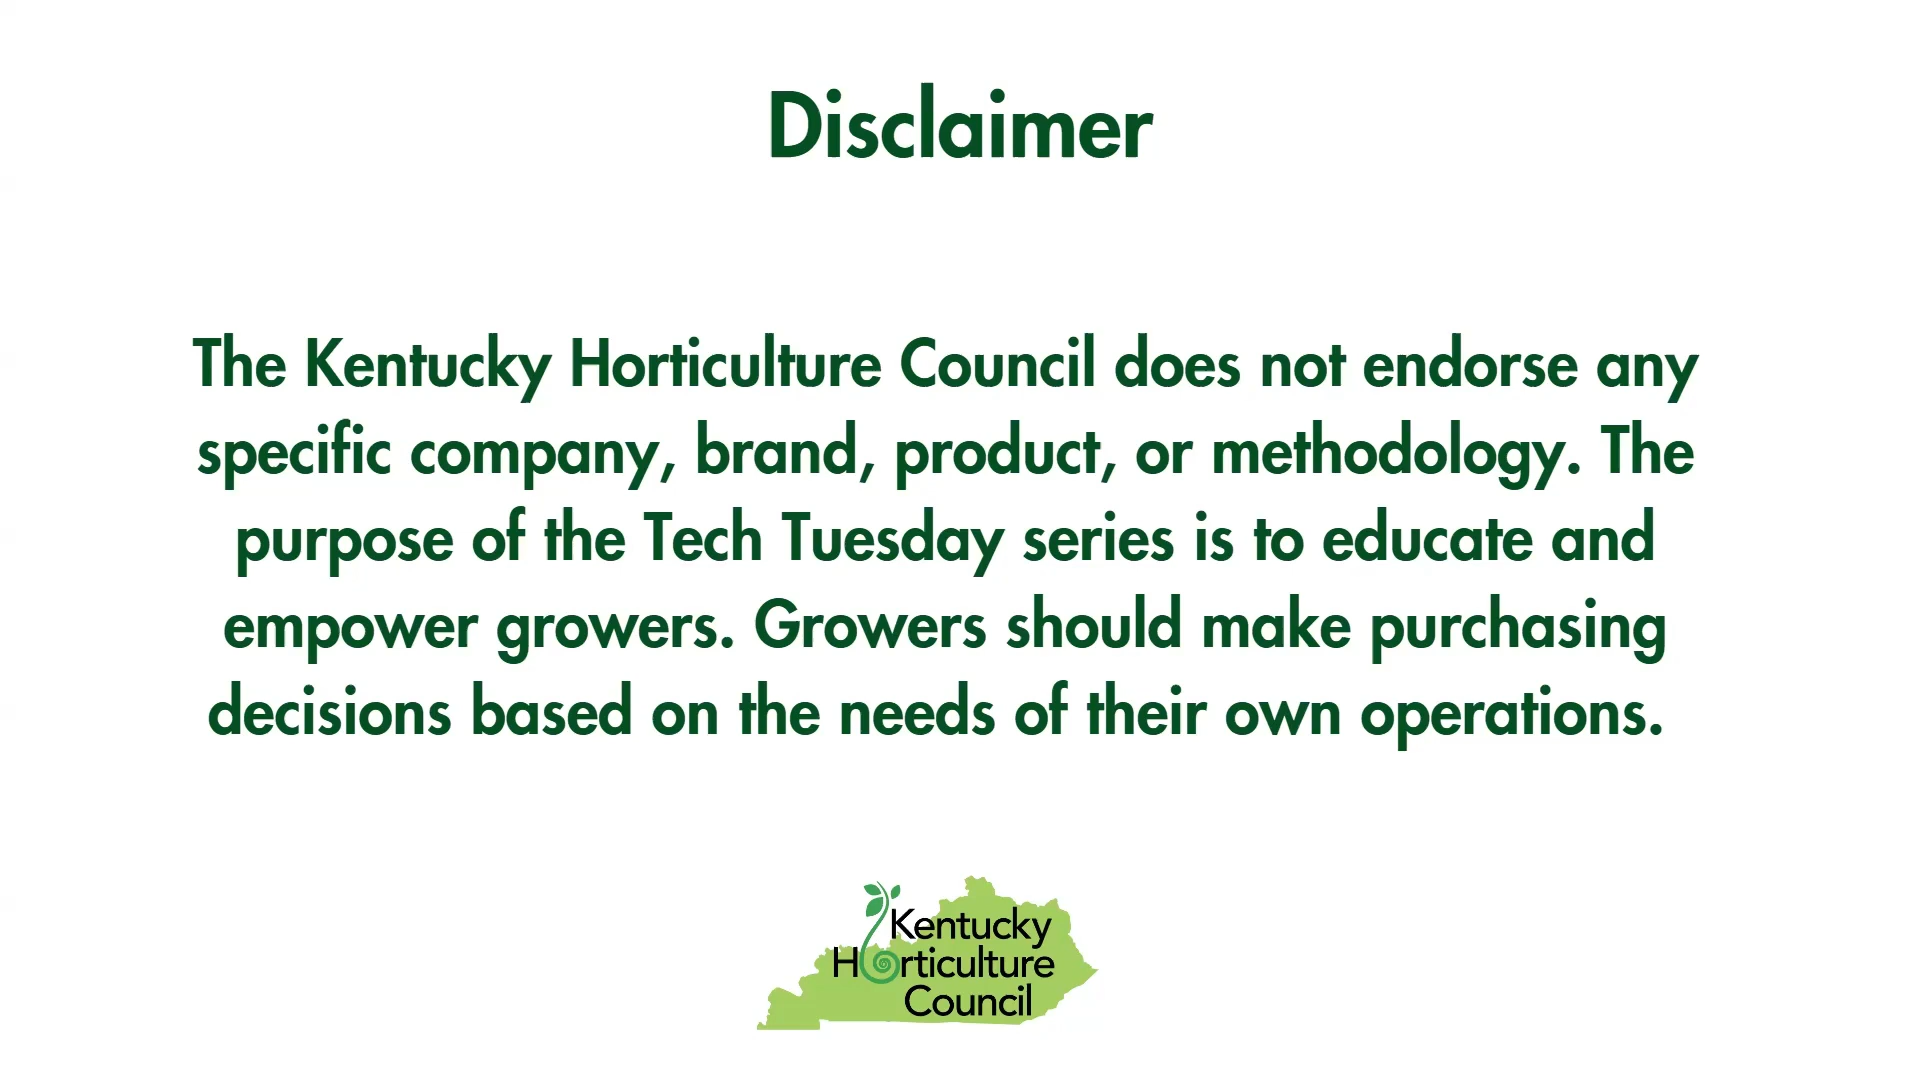 Disclaimer
The Kentucky Horticulture Council does not endorse any
specific company, brand, product, or methodology. The
purpose of the Tech Tuesday series is to educate and
empower growers. Growers should make purchasing
decisions based on the needs of their own operations.
Kentucky
Horticulture
Council